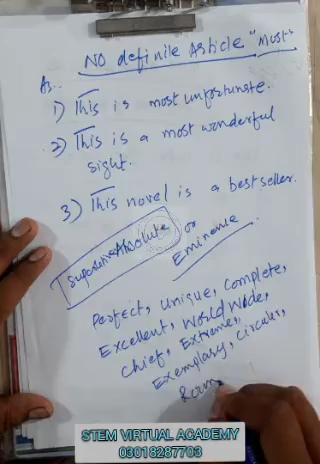 No definite Article "Most"
As..
1) This is most unfortunate.
2) This is a most wonderful
sight.
3) This novel is a best seller.
Superlative Absolute or
Eminence
Perfect, Unique, Complete,
Excellent, World Wide,
Chief, Extreme,
Exemplary, Circular,
STEM VIRTUAL ACADEMY
03018287703